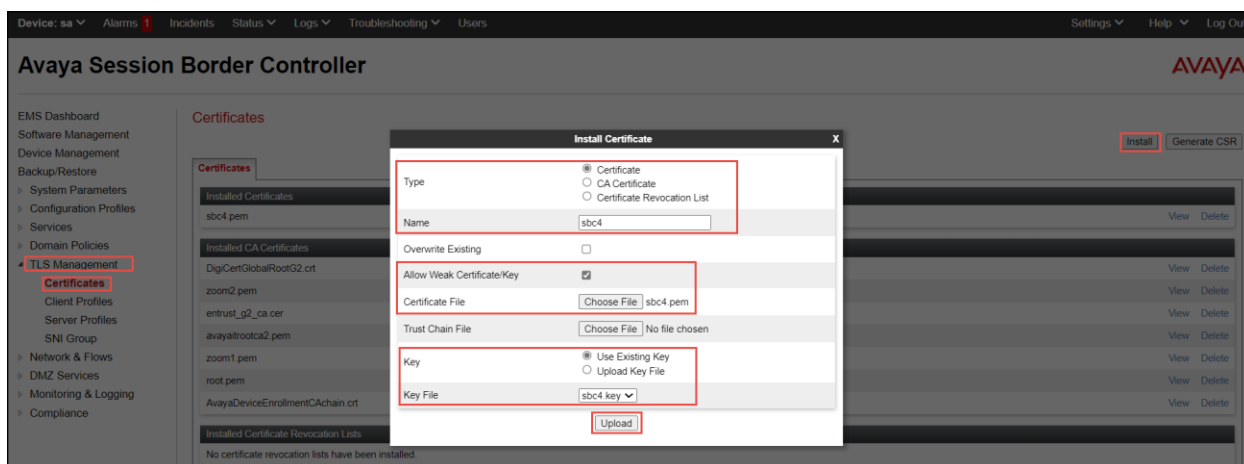 Device: sa Alarms 1 Incidents Status Logs Troubleshooting Users Settings Help Log Ou
Avaya Session Border Controller
AVAYA
EMS Dashboard
Software Management
Device Management
Backup/Restore
System Parameters
Configuration Profiles
Services
Domain Policies
TLS Management
Certificates
Client Profiles
Server Profiles
SNI Group
Network & Flows
DMZ Services
Monitoring & Logging
Compliance
Certificates
Install Generate CSR
Certificates
Installed Certificates
sbc4.pem View Delete
Installed CA Certificates
DigiCertGlobalRootG2.crt View Delete
zoom2.pem View Delete
entrust_g2_ca.cer View Delete
avayaitrootca2.pem View Delete
zoom1.pem View Delete
root.pem View Delete
AvayaDeviceEnrollmentCAchain.crt View Delete
Installed Certificate Revocation Lists
No certificate revocation lists have been installed.
Install Certificate X
Type
Certificate
CA Certificate
Certificate Revocation List
Name sbc4
Overwrite Existing
Allow Weak Certificate/Key
Certificate File Choose File sbc4.pem
Trust Chain File Choose File No file chosen
Key
Use Existing Key
Upload Key File
Key File sbc4.key
Upload